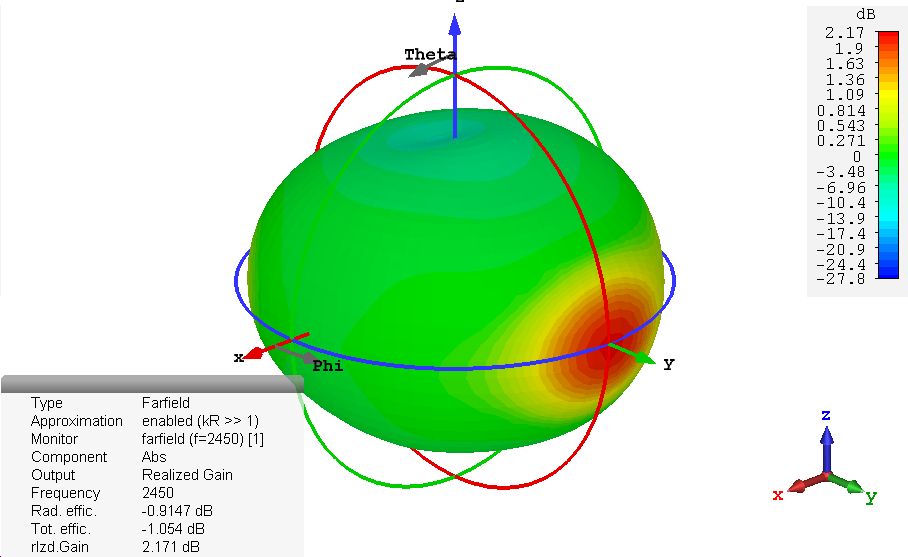 z
dB
2.17
1.9
1.63
1.36
1.09
0.814
0.543
0.271
0
-3.48
-6.96
-10.4
-13.9
-17.4
-20.9
-24.4
-27.8
Theta
x
Phi
Y
Type Farfield
Approximation enabled (kR >> 1)
Monitor farfield (f=2450) [1]
Component Abs
Output Realized Gain
Frequency 2450
Rad. effic. -0.9147 dB
Tot. effic. -1.054 dB
rlzd.Gain 2.171 dB
z
x
y